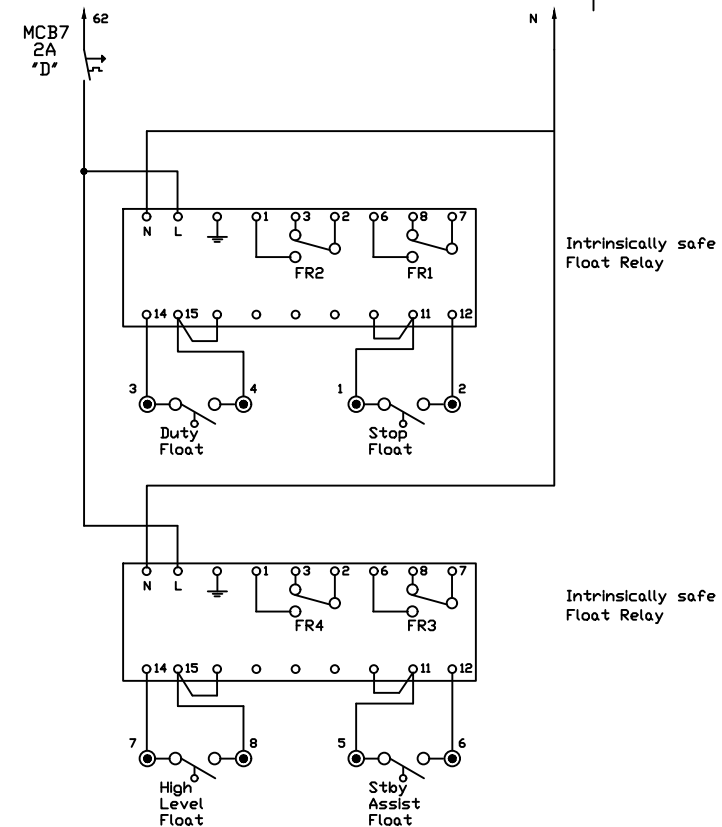 62
N
MCB7
2A
"D"
1 3 2 6 8 7
N L
FR2 FR1
Intrinsically safe
Float Relay
14 15 11 12
3 4 1 2
Duty
Float
Stop
Float
1 3 2 6 8 7
N L
FR4 FR3
Intrinsically safe
Float Relay
14 15 11 12
7 8 5 6
High
Level
Float
Stby
Assist
Float